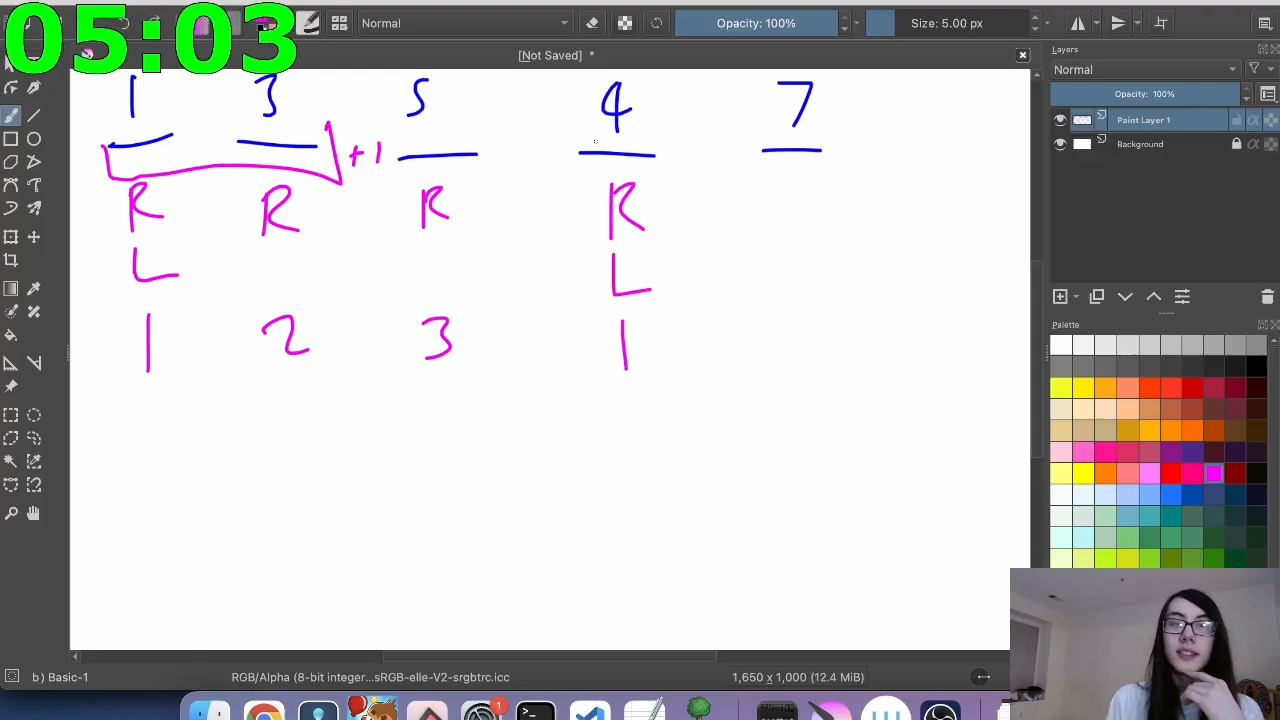 05:03
Normal
Opacity: 100%
Size: 5.00 px
[Not Saved] *
Layers
Normal
Opacity: 100%
Paint Layer 1
Background
1 3 5 4 7
+1
R R R R
L L
1 2 3 1
Palette
b) Basic-1
RGB/Alpha (8-bit integer...sRGB-elle-V2-srgbtrc.icc
1,650 x 1,000 (12.4 MiB)
1